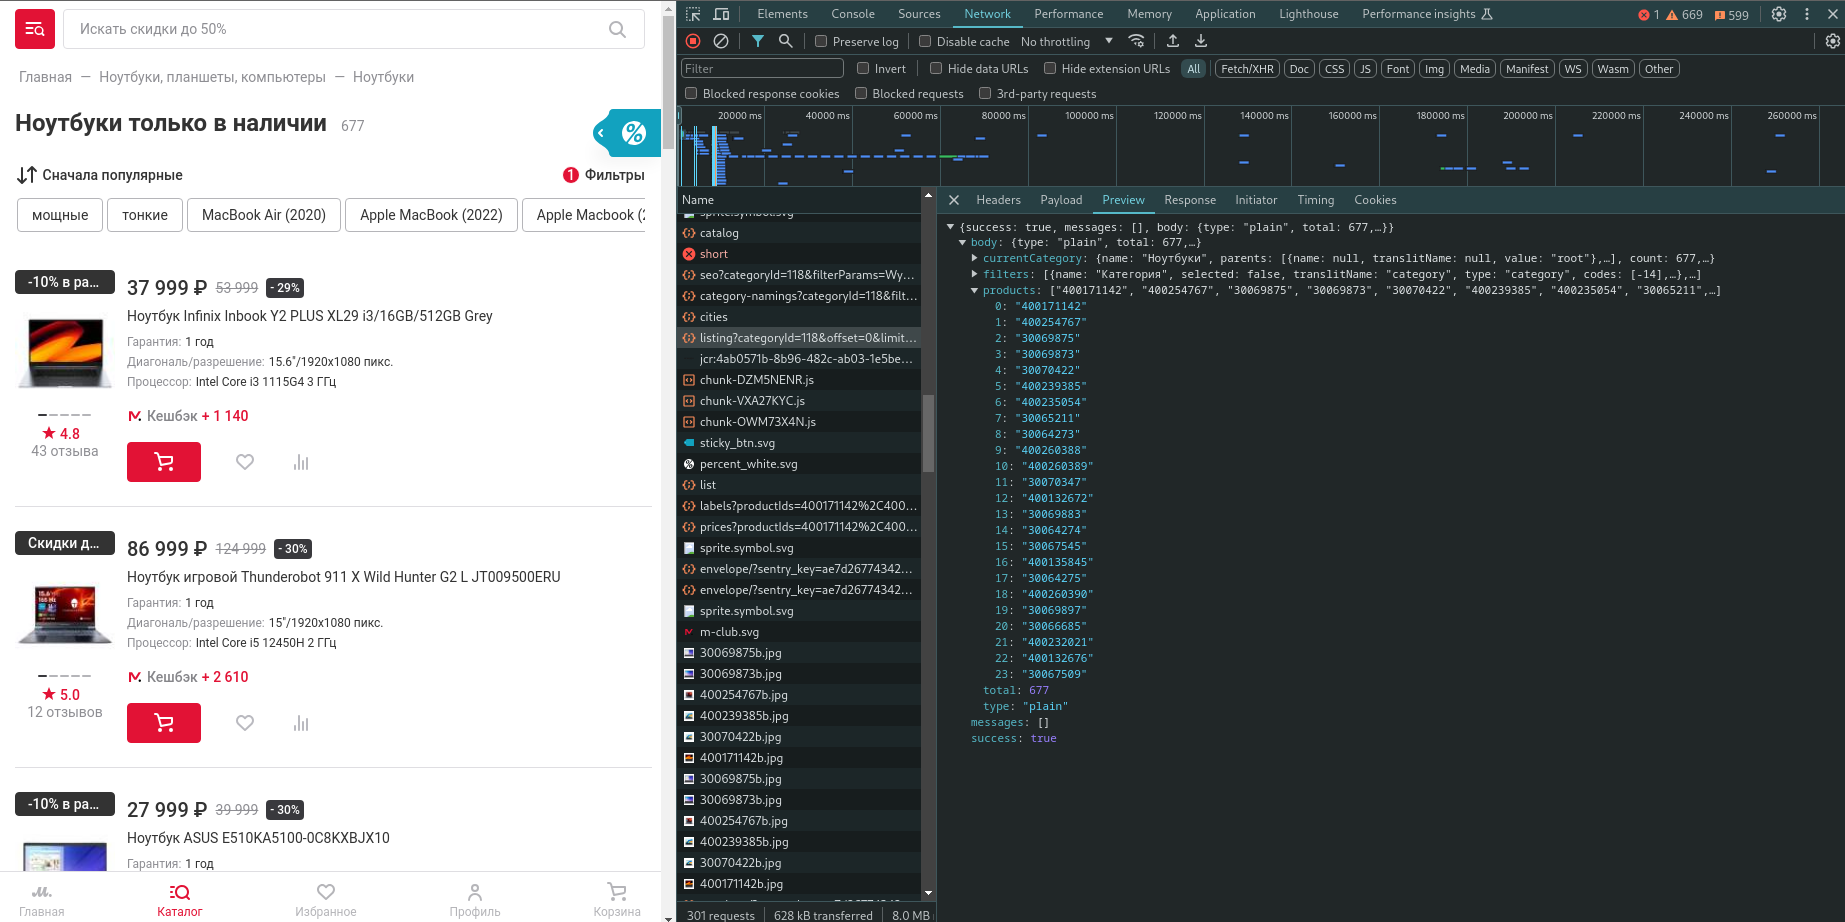 Искать скидки до 50%
Главная — Ноутбуки, планшеты, компьютеры — Ноутбуки
Ноутбуки только в наличии 677
Сначала популярные
1 Фильтры
мощные
тонкие
MacBook Air (2020)
Apple MacBook (2022)
Apple Macbook (2
-10% в ра...
37 999 ₽ 53 999 - 29%
Ноутбук Infinix Inbook Y2 PLUS XL29 i3/16GB/512GB Grey
Гарантия: 1 год
Диагональ/разрешение: 15.6"/1920x1080 пикс.
Процессор: Intel Core i3 1115G4 3 ГГц
Кешбэк + 1 140
4.8
43 отзыва
Скидки д...
86 999 ₽ 124 999 - 30%
Ноутбук игровой Thunderobot 911 X Wild Hunter G2 L JT009500ERU
Гарантия: 1 год
Диагональ/разрешение: 15"/1920x1080 пикс.
Процессор: Intel Core i5 12450H 2 ГГц
Кешбэк + 2 610
5.0
12 отзывов
-10% в ра...
27 999 ₽ 39 999 - 30%
Ноутбук ASUS E510KA5100-0C8KXBJX10
Гарантия: 1 год
Главная
Каталог
Избранное
Профиль
Корзина
Elements Console Sources Network Performance Memory Application Lighthouse Performance insights 1 669 599
Preserve log Disable cache No throttling
Filter Invert Hide data URLs Hide extension URLs All Fetch/XHR Doc CSS JS Font Img Media Manifest WS Wasm Other
Blocked response cookies Blocked requests 3rd-party requests
20000 ms 40000 ms 60000 ms 80000 ms 100000 ms 120000 ms 140000 ms 160000 ms 180000 ms 200000 ms 220000 ms 240000 ms 260000 ms
Name
sprite.symbol.svg
catalog
short
seo?categoryId=118&filterParams=Wy...
category-namings?categoryId=118&filt...
cities
listing?categoryId=118&offset=0&limit...
jcr:4ab0571b-8b96-482c-ab03-1e5be...
chunk-DZM5NENR.js
chunk-VXA27KYC.js
chunk-OWM73X4N.js
sticky_btn.svg
percent_white.svg
list
labels?productIds=400171142%2C400...
prices?productIds=400171142%2C400...
sprite.symbol.svg
envelope/?sentry_key=ae7d26774342...
envelope/?sentry_key=ae7d26774342...
sprite.symbol.svg
m-club.svg
30069875b.jpg
30069873b.jpg
400254767b.jpg
400239385b.jpg
30070422b.jpg
400171142b.jpg
30069875b.jpg
30069873b.jpg
400254767b.jpg
400239385b.jpg
30070422b.jpg
400171142b.jpg
301 requests 628 kB transferred 8.0 MB
Headers Payload Preview Response Initiator Timing Cookies
{success: true, messages: [], body: {type: "plain", total: 677,…}}
body: {type: "plain", total: 677,…}
currentCategory: {name: "Ноутбуки", parents: [{name: null, translitName: null, value: "root"},…], count: 677,…}
filters: [{name: "Категория", selected: false, translitName: "category", type: "category", codes: [-14],…},…]
products: ["400171142", "400254767", "30069875", "30069873", "30070422", "400239385", "400235054", "30065211",…]
0: "400171142"
1: "400254767"
2: "30069875"
3: "30069873"
4: "30070422"
5: "400239385"
6: "400235054"
7: "30065211"
8: "30064273"
9: "400260388"
10: "400260389"
11: "30070347"
12: "400132672"
13: "30069883"
14: "30064274"
15: "30067545"
16: "400135845"
17: "30064275"
18: "400260390"
19: "30069897"
20: "30066685"
21: "400232021"
22: "400132676"
23: "30067509"
total: 677
type: "plain"
messages: []
success: true